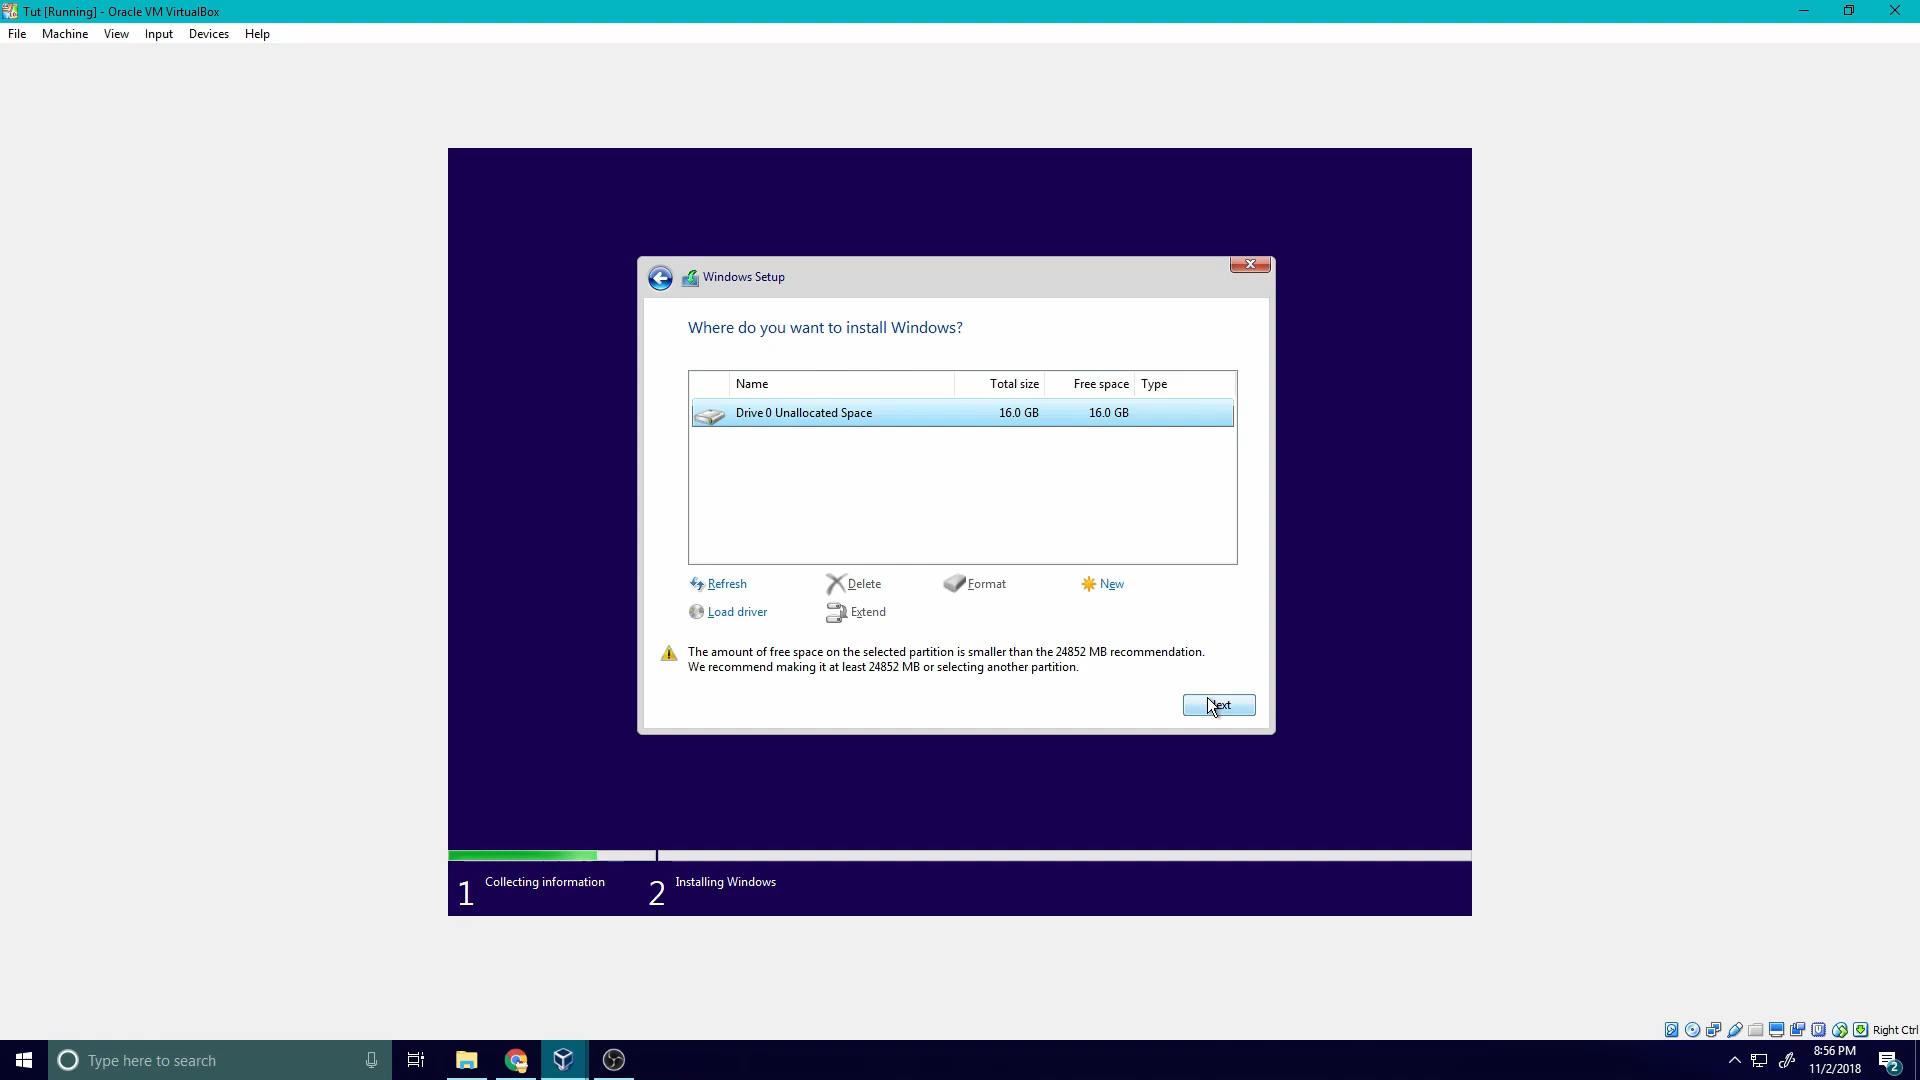 Tut [Running] - Oracle VM VirtualBox
File Machine View Input Devices Help
Windows Setup
Where do you want to install Windows?
Name Total size Free space Type
Drive 0 Unallocated Space 16.0 GB 16.0 GB
Refresh Delete Format New
Load driver Extend
The amount of free space on the selected partition is smaller than the 24852 MB recommendation.
We recommend making it at least 24852 MB or selecting another partition.
1 Collecting information 2 Installing Windows
Right Ctrl
Type here to search
8:56 PM
11/2/2018
2